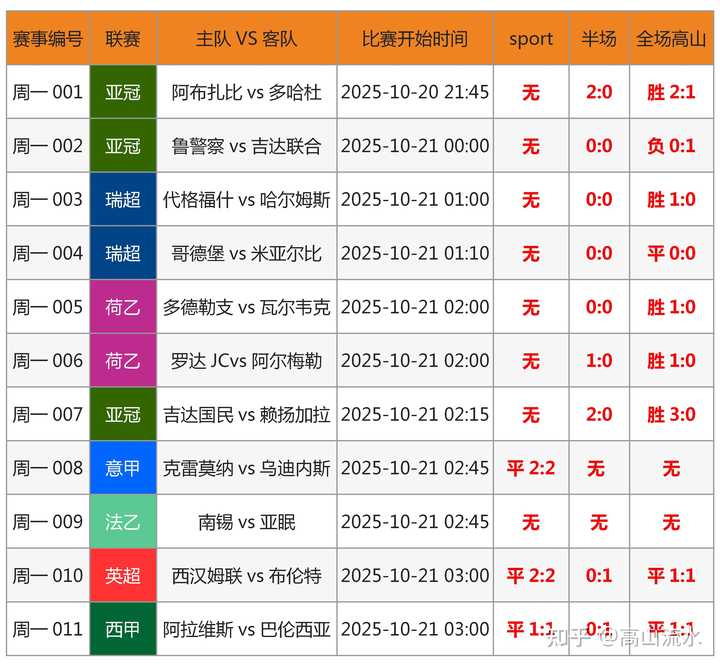 赛事编号 联赛 主队 VS 客队 比赛开始时间 sport 半场 全场高山
周一 001 亚冠 阿布扎比 vs 多哈杜 2025-10-20 21:45 无 2:0 胜 2:1
周一 002 亚冠 鲁警察 vs 吉达联合 2025-10-21 00:00 无 0:0 负 0:1
周一 003 瑞超 代格福什 vs 哈尔姆斯 2025-10-21 01:00 无 0:0 胜 1:0
周一 004 瑞超 哥德堡 vs 米亚尔比 2025-10-21 01:10 无 0:0 平 0:0
周一 005 荷乙 多德勒支 vs 瓦尔韦克 2025-10-21 02:00 无 0:0 胜 1:0
周一 006 荷乙 罗达 JCvs 阿尔梅勒 2025-10-21 02:00 无 1:0 胜 1:0
周一 007 亚冠 吉达国民 vs 赖扬加拉 2025-10-21 02:15 无 2:0 胜 3:0
周一 008 意甲 克雷莫纳 vs 乌迪内斯 2025-10-21 02:45 平 2:2 无 无
周一 009 法乙 南锡 vs 亚眠 2025-10-21 02:45 无 无 无
周一 010 英超 西汉姆联 vs 布伦特 2025-10-21 03:00 平 2:2 0:1 平 1:1
周一 011 西甲 阿拉维斯 vs 巴伦西亚 2025-10-21 03:00 平 1:1 0:1 平 1:1
知乎 @高山流水